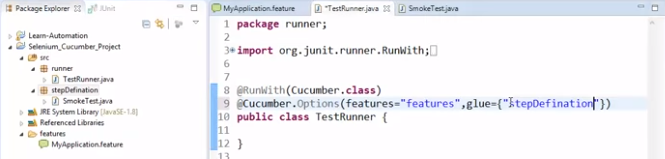 Package Explorer JUnit
Learn-Automation
Selenium_Cucumber_Project
src
runner
TestRunner.java
stepDefination
SmokeTest.java
JRE System Library [JavaSE-1.8]
Referenced Libraries
features
MyApplication.feature
MyApplication.feature *TestRunner.java SmokeTest.java
1 package runner;
2
3 import org.junit.runner.RunWith;
7
8 @RunWith(Cucumber.class)
9 @Cucumber.Options(features="features",glue={"stepDefination"})
10 public class TestRunner {
11
12 }
13